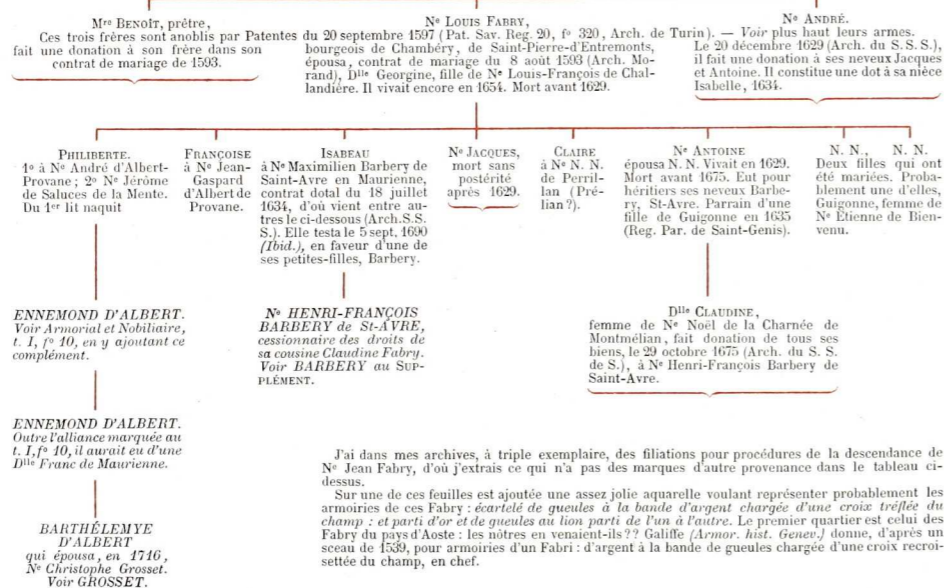 Mre BENOÎT, prêtre,
Ne LOUIS FABRY,
Ne ANDRÉ.
Ces trois frères sont anoblis par Patentes du 20 septembre 1597 (Pat. Sav. Reg. 20, fo 320, Arch. de Turin). — Voir plus haut leurs armes.
fait une donation à son frère dans son
contrat de mariage de 1593.
bourgeois de Chambéry, de Saint-Pierre-d'Entremonts,
épousa, contrat de mariage du 8 août 1593 (Arch. Mo-
rand), Dlle Georgine, fille de Ne Louis-François de Chal-
landière. Il vivait encore en 1654. Mort avant 1629.
Le 20 décembre 1629 (Arch. du S.S.S.),
il fait une donation à ses neveux Jacques
et Antoine. Il constitue une dot à sa nièce
Isabelle, 1634.
PHILIBERTE.
1o à Ne André d'Albert-
Provane ; 2o Ne Jérôme
de Saluces de la Mente.
Du 1er lit naquit
FRANÇOISE
à Ne Jean-
Gaspard
d'Albert de
Provane.
ISABEAU
à Ne Maximilien Barbery de
Saint-Avre en Maurienne,
contrat dotal du 18 juillet
1634, d'où vient entre au-
tres le ci-dessous (Arch.S.S.
S.). Elle testa le 5 sept. 1690
(Ibid.), en faveur d'une de
ses petites-filles, Barbery.
Ne JACQUES,
mort sans
postérité
après 1629.
CLAIRE
à Ne N. N.
de Perril-
lan (Pré-
lian ?).
Ne ANTOINE
épousa N. N. Vivait en 1629.
Mort avant 1675. Eut pour
héritiers ses neveux Barbe-
ry, St-Avre. Parrain d'une
fille de Guigonne en 1635
(Reg. Par. de Saint-Genis).
N. N., N. N.
Deux filles qui ont
été mariées. Proba-
blement une d'elles,
Guigonne, femme de
Ne Étienne de Bien-
venu.
ENNEMOND D'ALBERT.
Voir Armorial et Nobiliaire,
t. I, fo 10, en y ajoutant ce
complément.
Ne HENRI-FRANÇOIS
BARBERY de St-AVRE,
cessionnaire des droits de
sa cousine Claudine Fabry.
Voir BARBERY au SUP-
PLÉMENT.
Dlle CLAUDINE,
femme de Ne Noël de la Charnée de
Montmélian, fait donation de tous ses
biens, le 29 octobre 1675 (Arch. du S. S.
de S.), à Ne Henri-François Barbery de
Saint-Avre.
ENNEMOND D'ALBERT.
Outre l'alliance marquée au
t. I, fo 10, il aurait eu d'une
Dlle Franc de Maurienne.
BARTHÉLEMYE
D'ALBERT
qui épousa, en 1716,
Ne Christophe Grosset.
Voir GROSSET.
J'ai dans mes archives, à triple exemplaire, des filiations pour procédures de la descendance de
Ne Jean Fabry, d'où j'extrais ce qui n'a pas des marques d'autre provenance dans le tableau ci-
dessus.
Sur une de ces feuilles est ajoutée une assez jolie aquarelle voulant représenter probablement les
armoiries de ces Fabry : écartelé de gueules à la bande d'argent chargée d'une croix tréflée du
champ : et parti d'or et de gueules au lion parti de l'un à l'autre. Le premier quartier est celui des
Fabry du pays d'Aoste : les nôtres en venaient-ils ?? Galiffe (Armor. hist. Genev.) donne, d'après un
sceau de 1539, pour armoiries d'un Fabri : d'argent à la bande de gueules chargée d'une croix recroi-
settée du champ, en chef.